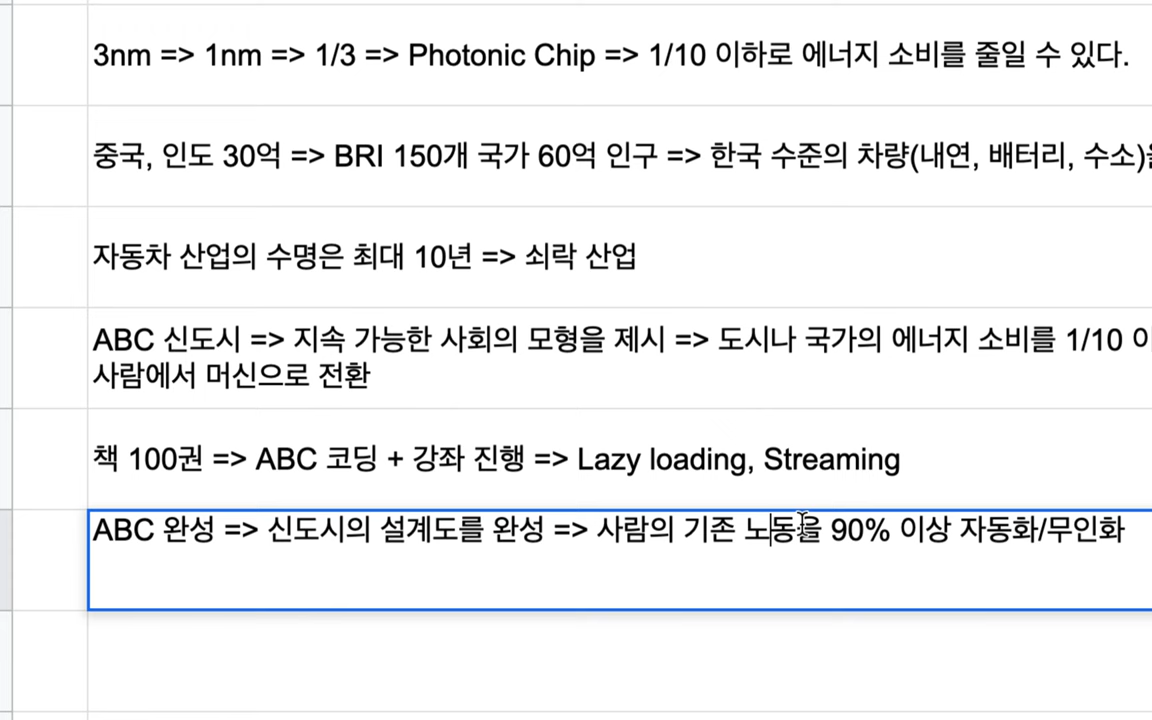 3nm => 1nm => 1/3 => Photonic Chip => 1/10 이하로 에너지 소비를 줄일 수 있다.
중국, 인도 30억 => BRI 150개 국가 60억 인구 => 한국 수준의 차량(내연, 배터리, 수소)을
자동차 산업의 수명은 최대 10년 => 쇠락 산업
ABC 신도시 => 지속 가능한 사회의 모형을 제시 => 도시나 국가의 에너지 소비를 1/10 이
사람에서 머신으로 전환
책 100권 => ABC 코딩 + 강좌 진행 => Lazy loading, Streaming
ABC 완성 => 신도시의 설계도를 완성 => 사람의 기존 노동을 90% 이상 자동화/무인화